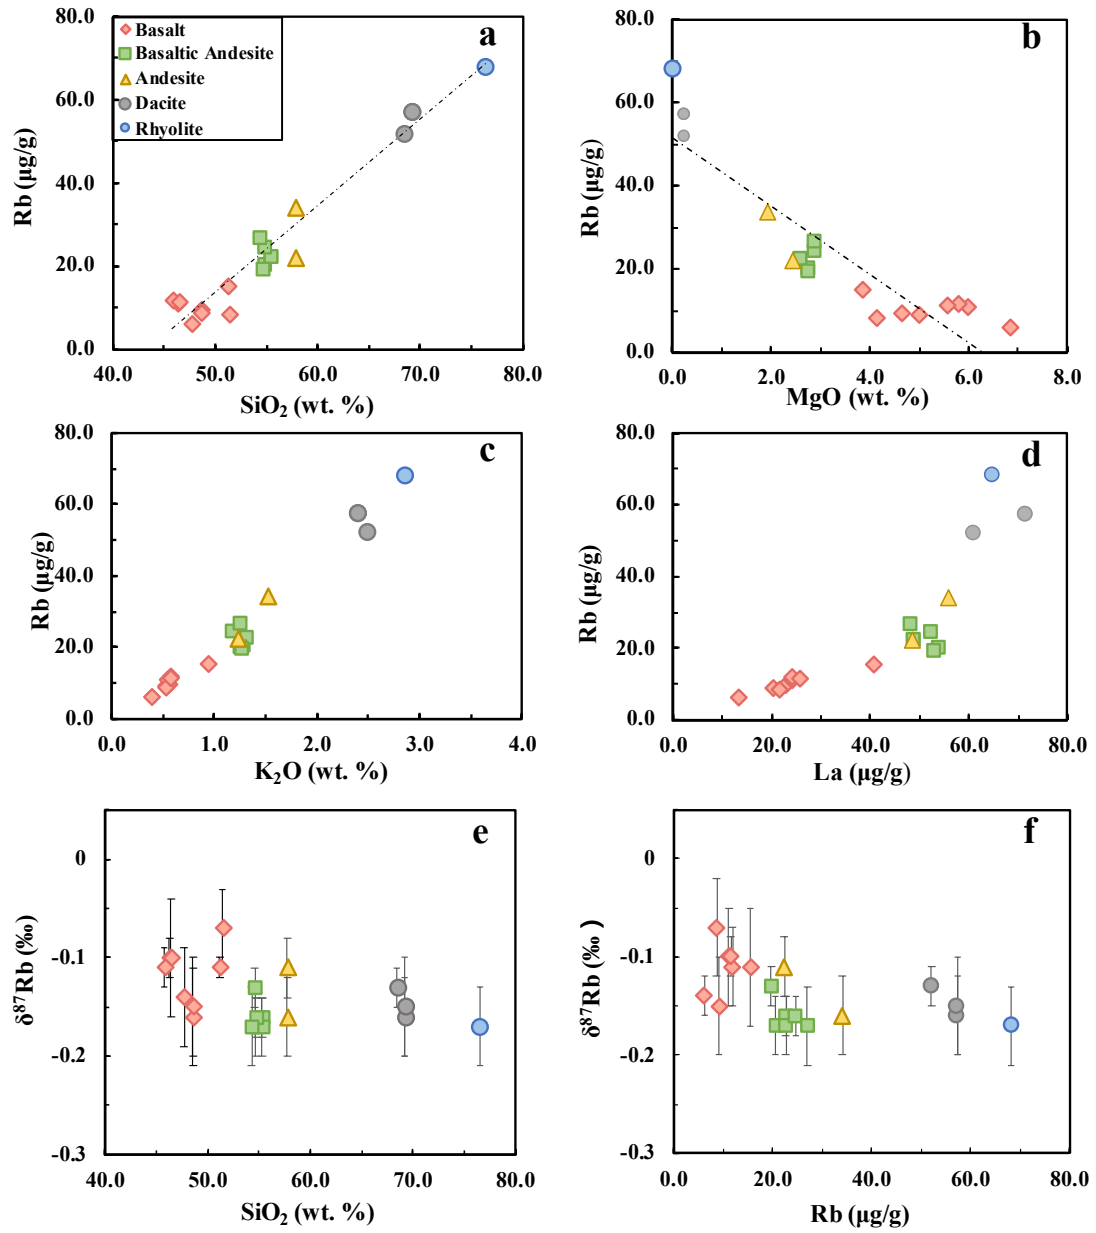 a
Basalt
Basaltic Andesite
Andesite
Dacite
Rhyolite
80.0
60.0
40.0
20.0
0.0
Rb (µg/g)
40.0 50.0 60.0 70.0 80.0
SiO2 (wt. %)
b
80.0
60.0
40.0
20.0
0.0
Rb (µg/g)
0.0 2.0 4.0 6.0 8.0
MgO (wt. %)
c
80.0
60.0
40.0
20.0
0.0
Rb (µg/g)
0.0 1.0 2.0 3.0 4.0
K2O (wt. %)
d
80.0
60.0
40.0
20.0
0.0
Rb (µg/g)
0.0 20.0 40.0 60.0 80.0
La (µg/g)
e
0
-0.1
-0.2
-0.3
δ87Rb (‰)
40.0 50.0 60.0 70.0 80.0
SiO2 (wt. %)
f
0
-0.1
-0.2
-0.3
δ87Rb (‰ )
0.0 20.0 40.0 60.0 80.0
Rb (µg/g)